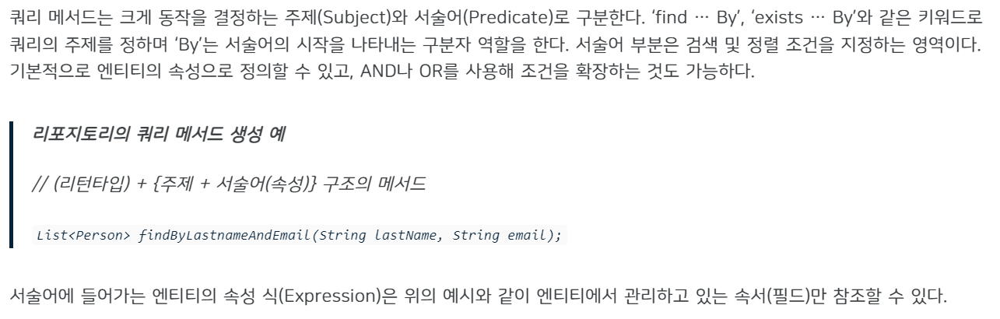 쿼리 메서드는 크게 동작을 결정하는 주제(Subject)와 서술어(Predicate)로 구분한다. ‘find … By’, ‘exists … By’와 같은 키워드로
쿼리의 주제를 정하며 ‘By’는 서술어의 시작을 나타내는 구분자 역할을 한다. 서술어 부분은 검색 및 정렬 조건을 지정하는 영역이다.
기본적으로 엔티티의 속성으로 정의할 수 있고, AND나 OR를 사용해 조건을 확장하는 것도 가능하다.
리포지토리의 쿼리 메서드 생성 예
// (리턴타입) + {주제 + 서술어(속성)} 구조의 메서드
List<Person> findByLastnameAndEmail(String lastName, String email);
서술어에 들어가는 엔티티의 속성 식(Expression)은 위의 예시와 같이 엔티티에서 관리하고 있는 속서(필드)만 참조할 수 있다.